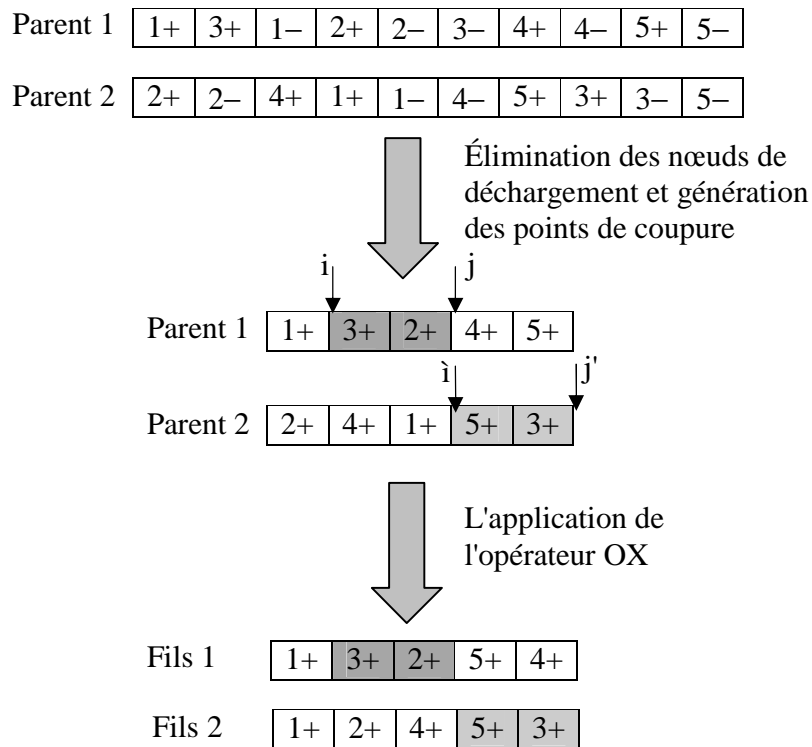 Parent 1 1+ 3+ 1– 2+ 2– 3– 4+ 4– 5+ 5–
Parent 2 2+ 2– 4+ 1+ 1– 4– 5+ 3+ 3– 5–
Élimination des nœuds de
déchargement et génération
des points de coupure
i j
Parent 1 1+ 3+ 2+ 4+ 5+
ì j'
Parent 2 2+ 4+ 1+ 5+ 3+
L'application de
l'opérateur OX
Fils 1 1+ 3+ 2+ 5+ 4+
Fils 2 1+ 2+ 4+ 5+ 3+